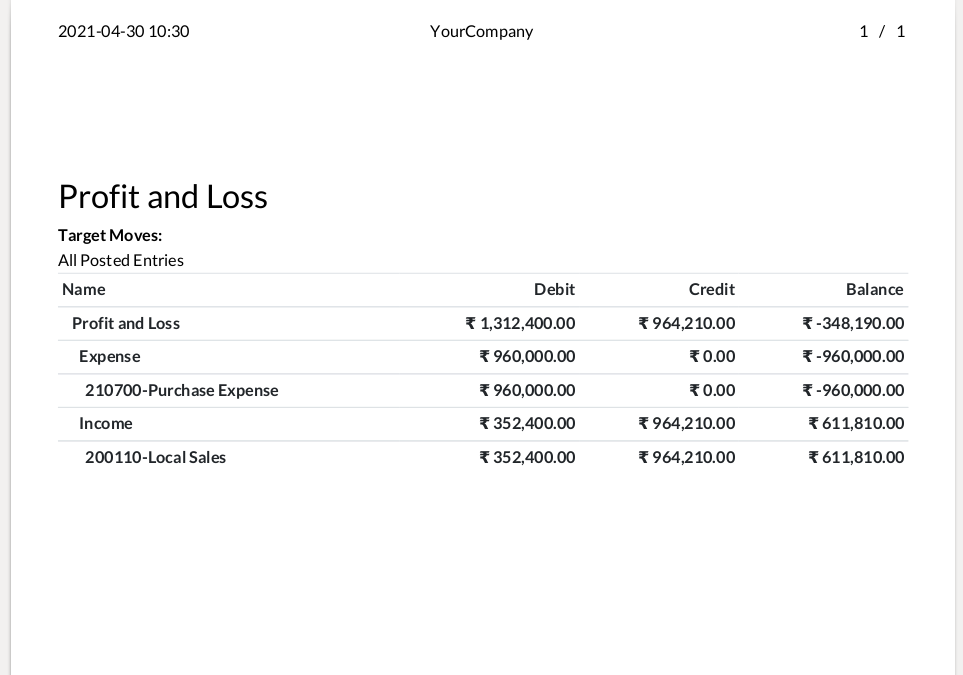 2021-04-30 10:30 YourCompany 1 / 1
Profit and Loss
Target Moves:
All Posted Entries
Name Debit Credit Balance
Profit and Loss ₹ 1,312,400.00 ₹ 964,210.00 ₹ -348,190.00
Expense ₹ 960,000.00 ₹ 0.00 ₹ -960,000.00
210700-Purchase Expense ₹ 960,000.00 ₹ 0.00 ₹ -960,000.00
Income ₹ 352,400.00 ₹ 964,210.00 ₹ 611,810.00
200110-Local Sales ₹ 352,400.00 ₹ 964,210.00 ₹ 611,810.00